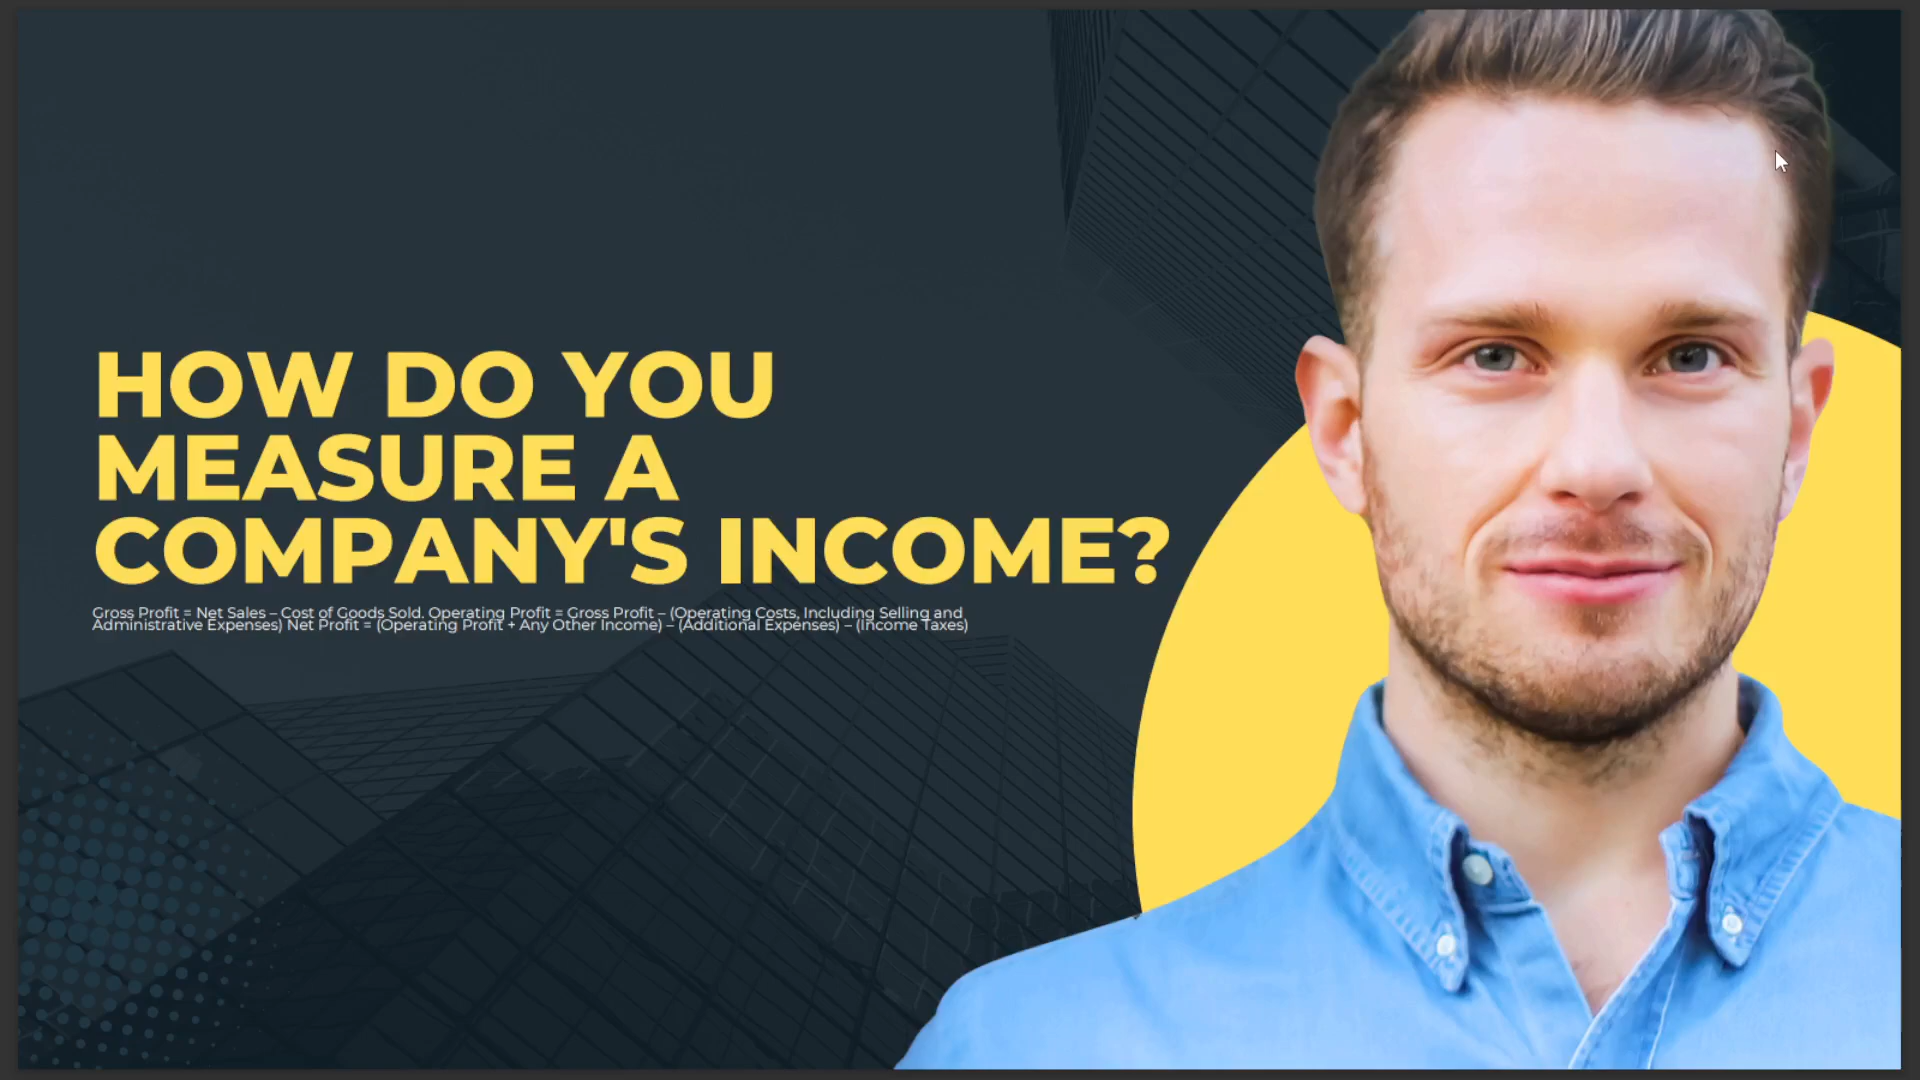 HOW DO YOU
MEASURE A
COMPANY'S INCOME?
Gross Profit = Net Sales – Cost of Goods Sold. Operating Profit = Gross Profit – (Operating Costs, Including Selling and
Administrative Expenses) Net Profit = (Operating Profit + Any Other Income) – (Additional Expenses) – (Income Taxes)